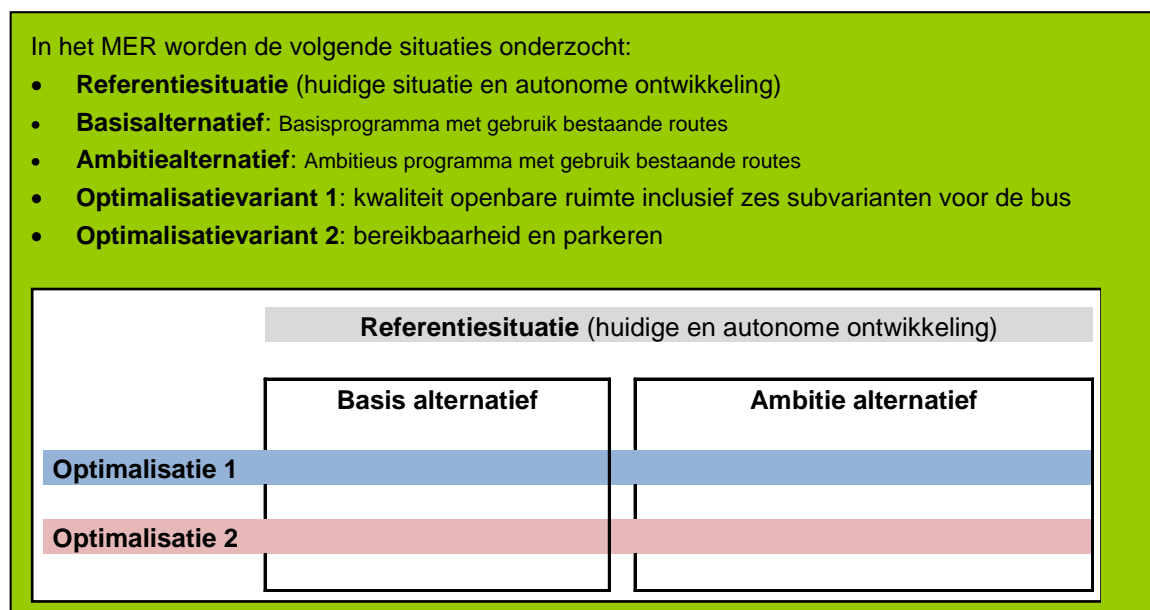 In het MER worden de volgende situaties onderzocht:
• Referentiesituatie (huidige situatie en autonome ontwikkeling)
• Basisalternatief: Basisprogramma met gebruik bestaande routes
• Ambitiealternatief: Ambitieus programma met gebruik bestaande routes
• Optimalisatievariant 1: kwaliteit openbare ruimte inclusief zes subvarianten voor de bus
• Optimalisatievariant 2: bereikbaarheid en parkeren
Referentiesituatie (huidige en autonome ontwikkeling)
Basis alternatief Ambitie alternatief
Optimalisatie 1
Optimalisatie 2